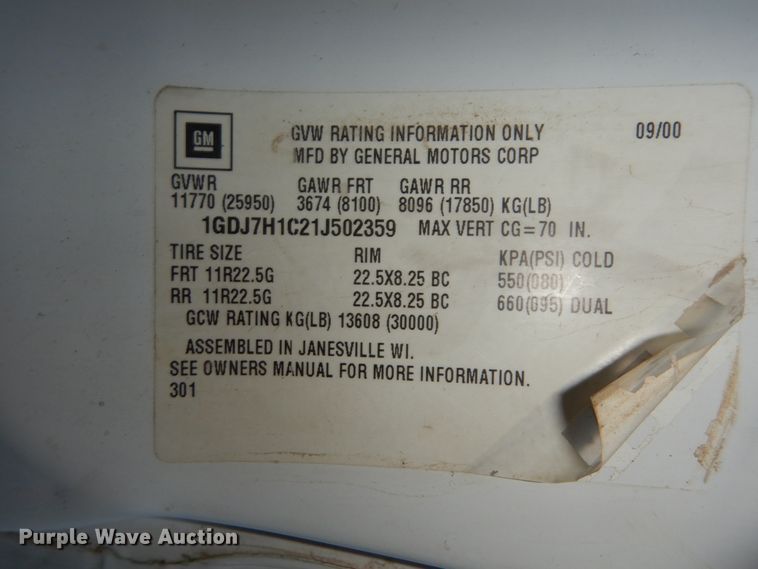 GM GVW RATING INFORMATION ONLY 09/00
MFD BY GENERAL MOTORS CORP
GVWR GAWR FRT GAWR RR
11770 (25950) 3674 (8100) 8096 (17850) KG(LB)
1GDJ7H1C21J502359 MAX VERT CG=70 IN.
TIRE SIZE RIM KPA(PSI) COLD
FRT 11R22.5G 22.5X8.25 BC 550(080)
RR 11R22.5G 22.5X8.25 BC 660(095) DUAL
GCW RATING KG(LB) 13608 (30000)
ASSEMBLED IN JANESVILLE WI.
SEE OWNERS MANUAL FOR MORE INFORMATION.
301
Purple Wave Auction